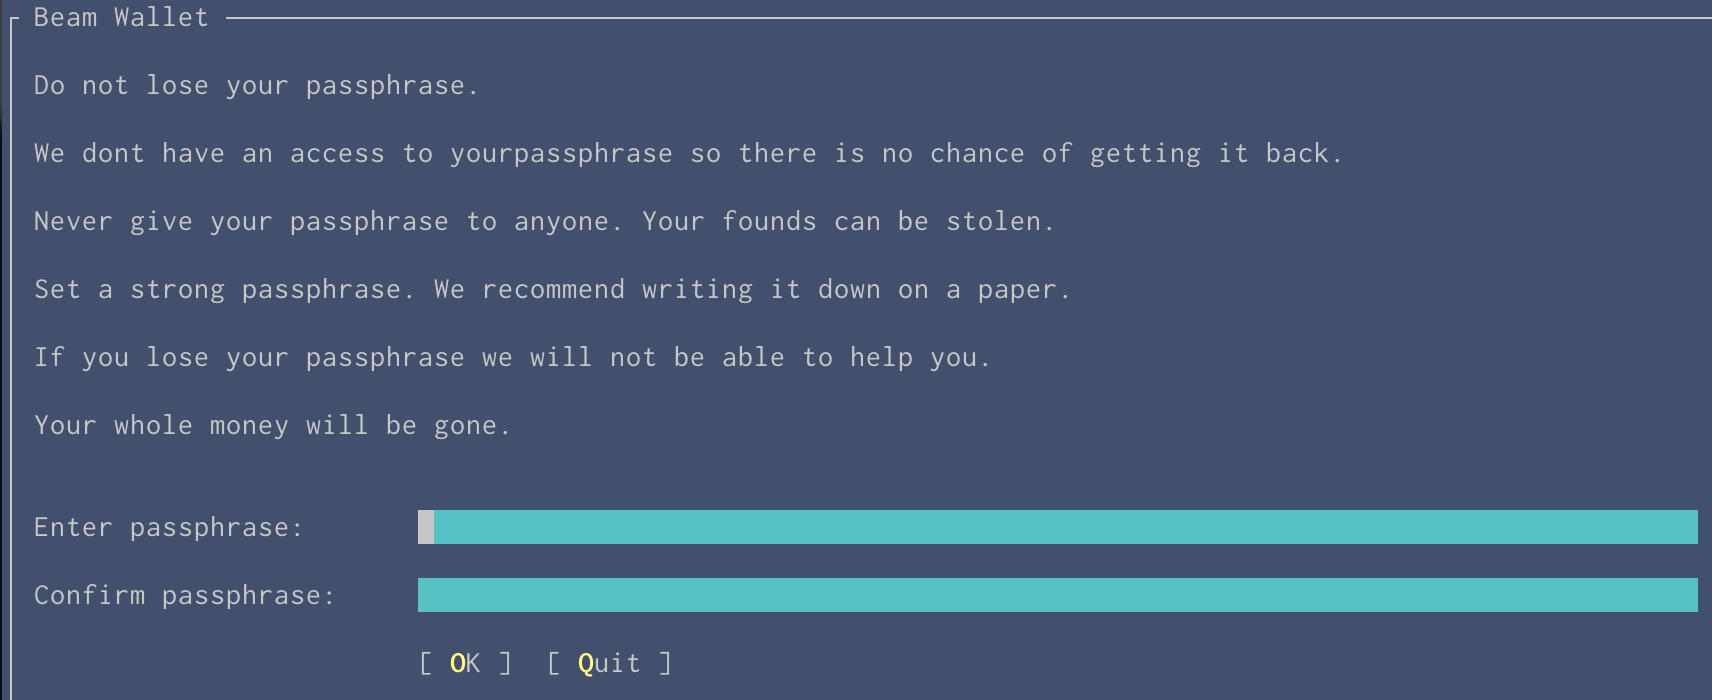 Beam Wallet
Do not lose your passphrase.
We dont have an access to yourpassphrase so there is no chance of getting it back.
Never give your passphrase to anyone. Your founds can be stolen.
Set a strong passphrase. We recommend writing it down on a paper.
If you lose your passphrase we will not be able to help you.
Your whole money will be gone.
Enter passphrase:
Confirm passphrase:
[ OK ]  [ Quit ]